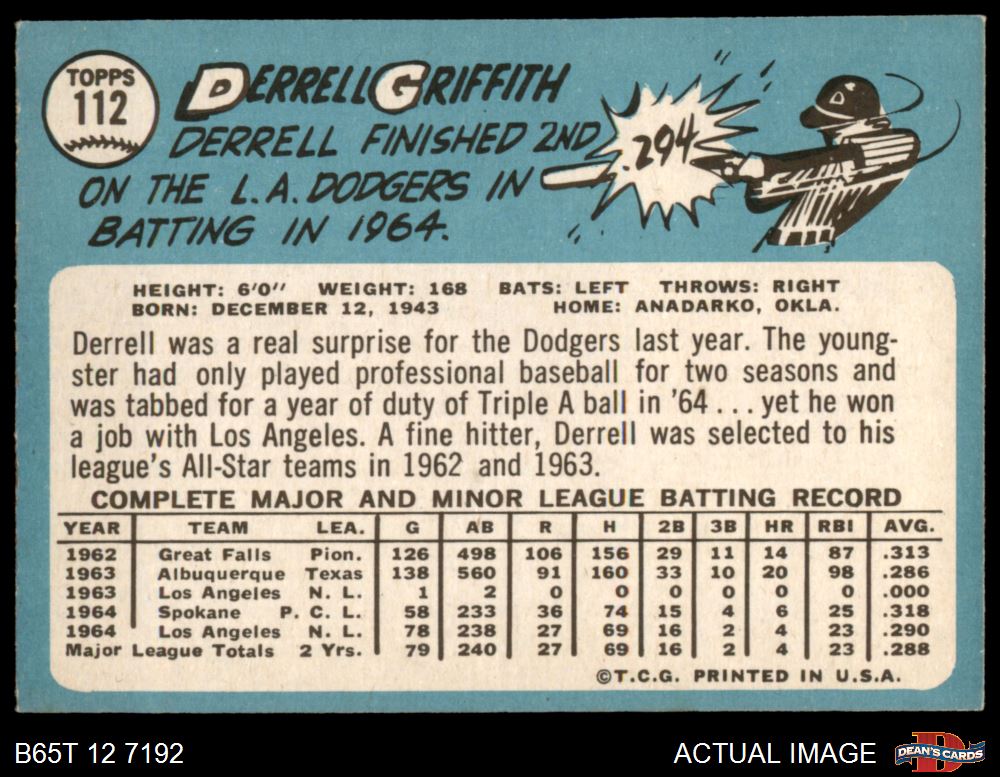 TOPPS
112
DERRELL GRIFFITH
DERRELL FINISHED 2ND
ON THE L.A. DODGERS IN
BATTING IN 1964.
.294
D
HEIGHT: 6'0" WEIGHT: 168 BATS: LEFT THROWS: RIGHT
BORN: DECEMBER 12, 1943 HOME: ANADARKO, OKLA.
Derrell was a real surprise for the Dodgers last year. The young-
ster had only played professional baseball for two seasons and
was tabbed for a year of duty of Triple A ball in '64 ... yet he won
a job with Los Angeles. A fine hitter, Derrell was selected to his
league's All-Star teams in 1962 and 1963.
COMPLETE MAJOR AND MINOR LEAGUE BATTING RECORD
YEAR TEAM LEA. G AB R H 2B 3B HR RBI AVG.
1962 Great Falls Pion. 126 498 106 156 29 11 14 87 .313
1963 Albuquerque Texas 138 560 91 160 33 10 20 98 .286
1963 Los Angeles N. L. 1 2 0 0 0 0 0 0 .000
1964 Spokane P. C. L. 58 233 36 74 15 4 6 25 .318
1964 Los Angeles N. L. 78 238 27 69 16 2 4 23 .290
Major League Totals 2 Yrs. 79 240 27 69 16 2 4 23 .288
©T.C.G. PRINTED IN U.S.A.
B65T 12 7192
ACTUAL IMAGE
D
DEAN'S CARDS